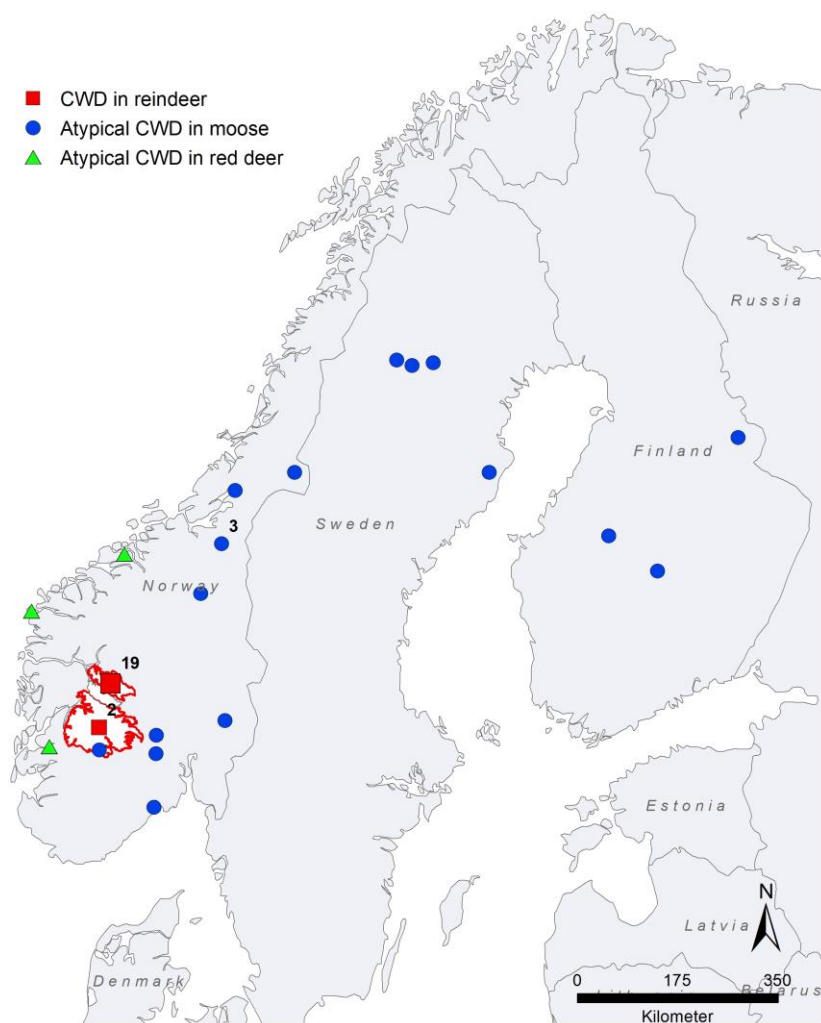 CWD in reindeer
Atypical CWD in moose
Atypical CWD in red deer
Russia
Finland
Sweden
3
Norway
19
2
Estonia
N
Latvia
Denmark
0 175 350
Belarus
Kilometer